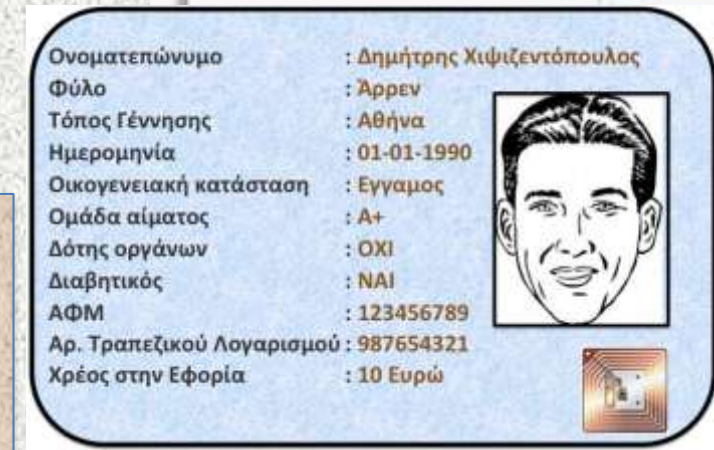 Ονοματεπώνυμο : Δημήτρης Χιψιζεντόπουλος
Φύλο : Άρρεν
Τόπος Γέννησης : Αθήνα
Ημερομηνία : 01-01-1990
Οικογενειακή κατάσταση : Εγγαμος
Ομάδα αίματος : Α+
Δότης οργάνων : ΟΧΙ
Διαβητικός : ΝΑΙ
ΑΦΜ : 123456789
Αρ. Τραπεζικού Λογαρισμού : 987654321
Χρέος στην Εφορία : 10 Ευρώ